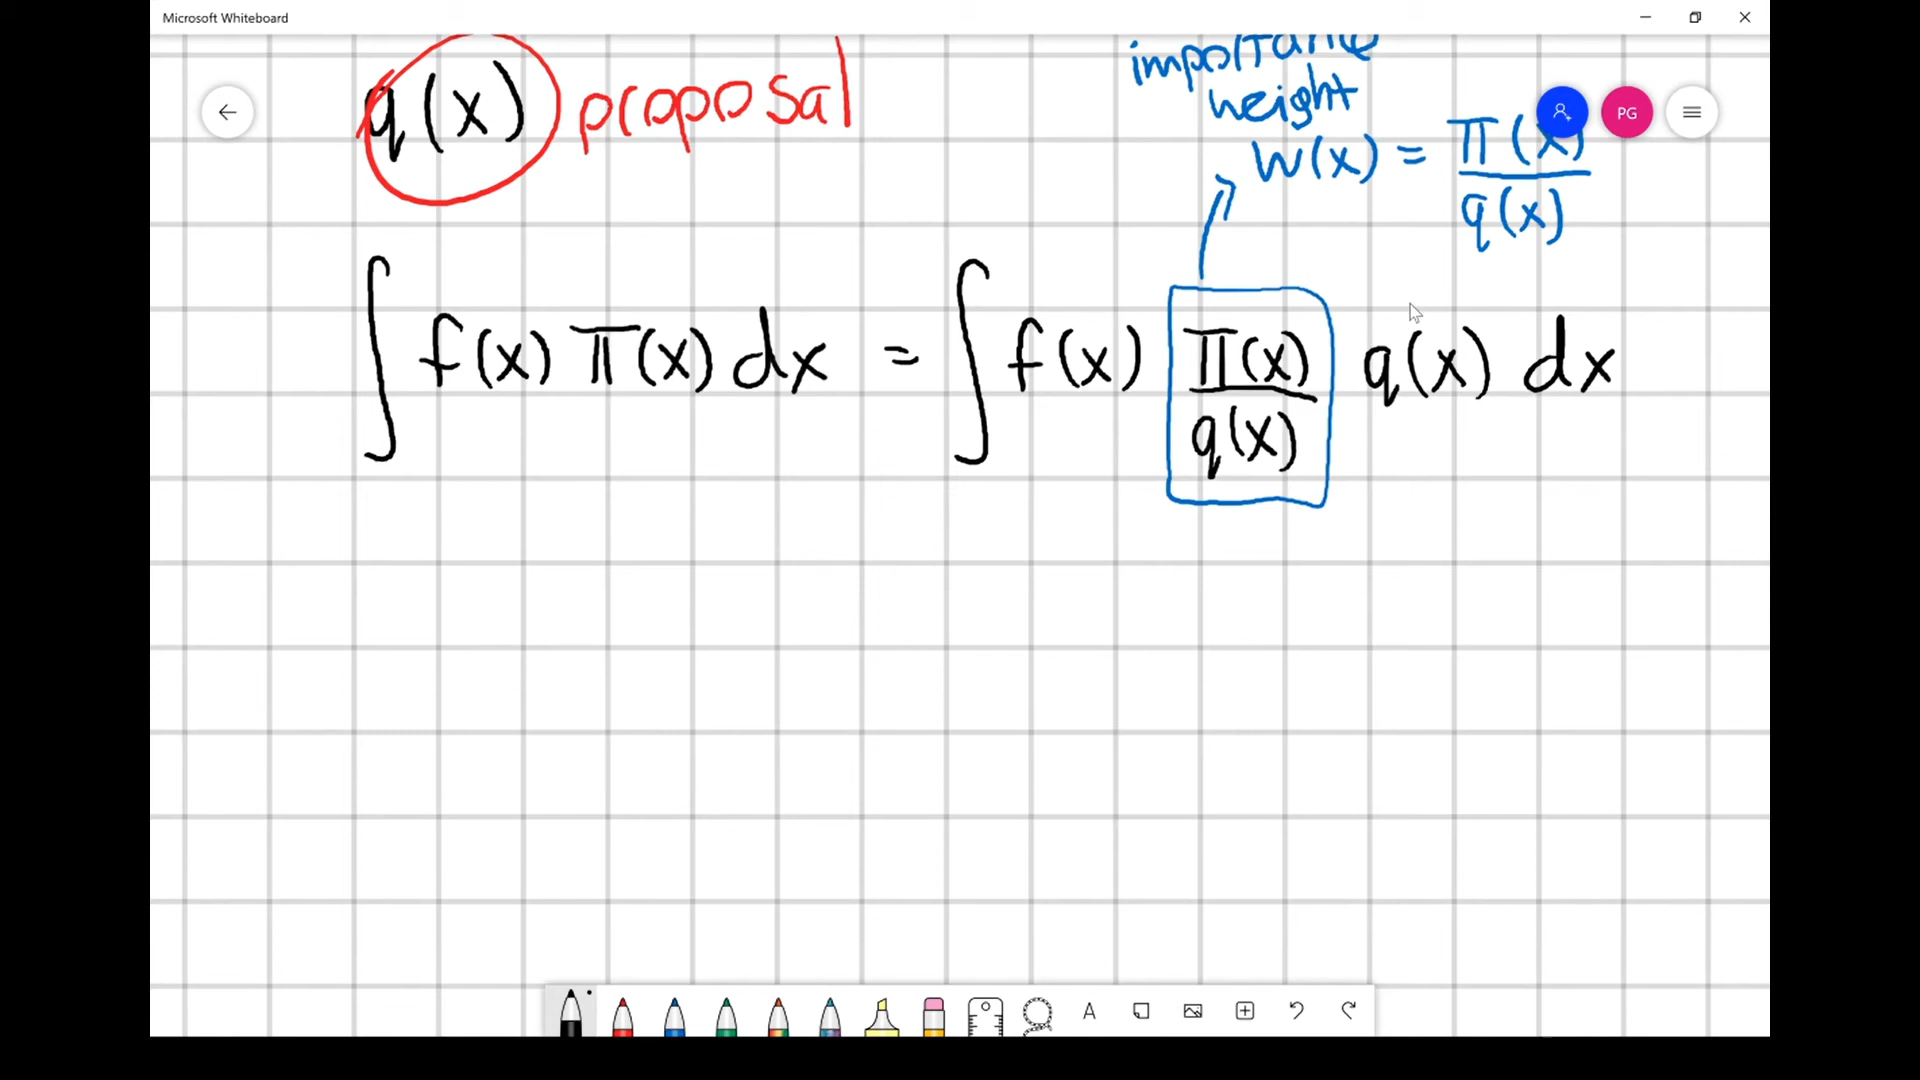 Microsoft Whiteboard
q(x) proposal
importance
weight
w(x) = π(x) / q(x)
PG
∫ f(x) π(x) dx = ∫ f(x) π(x) / q(x) q(x) dx
A